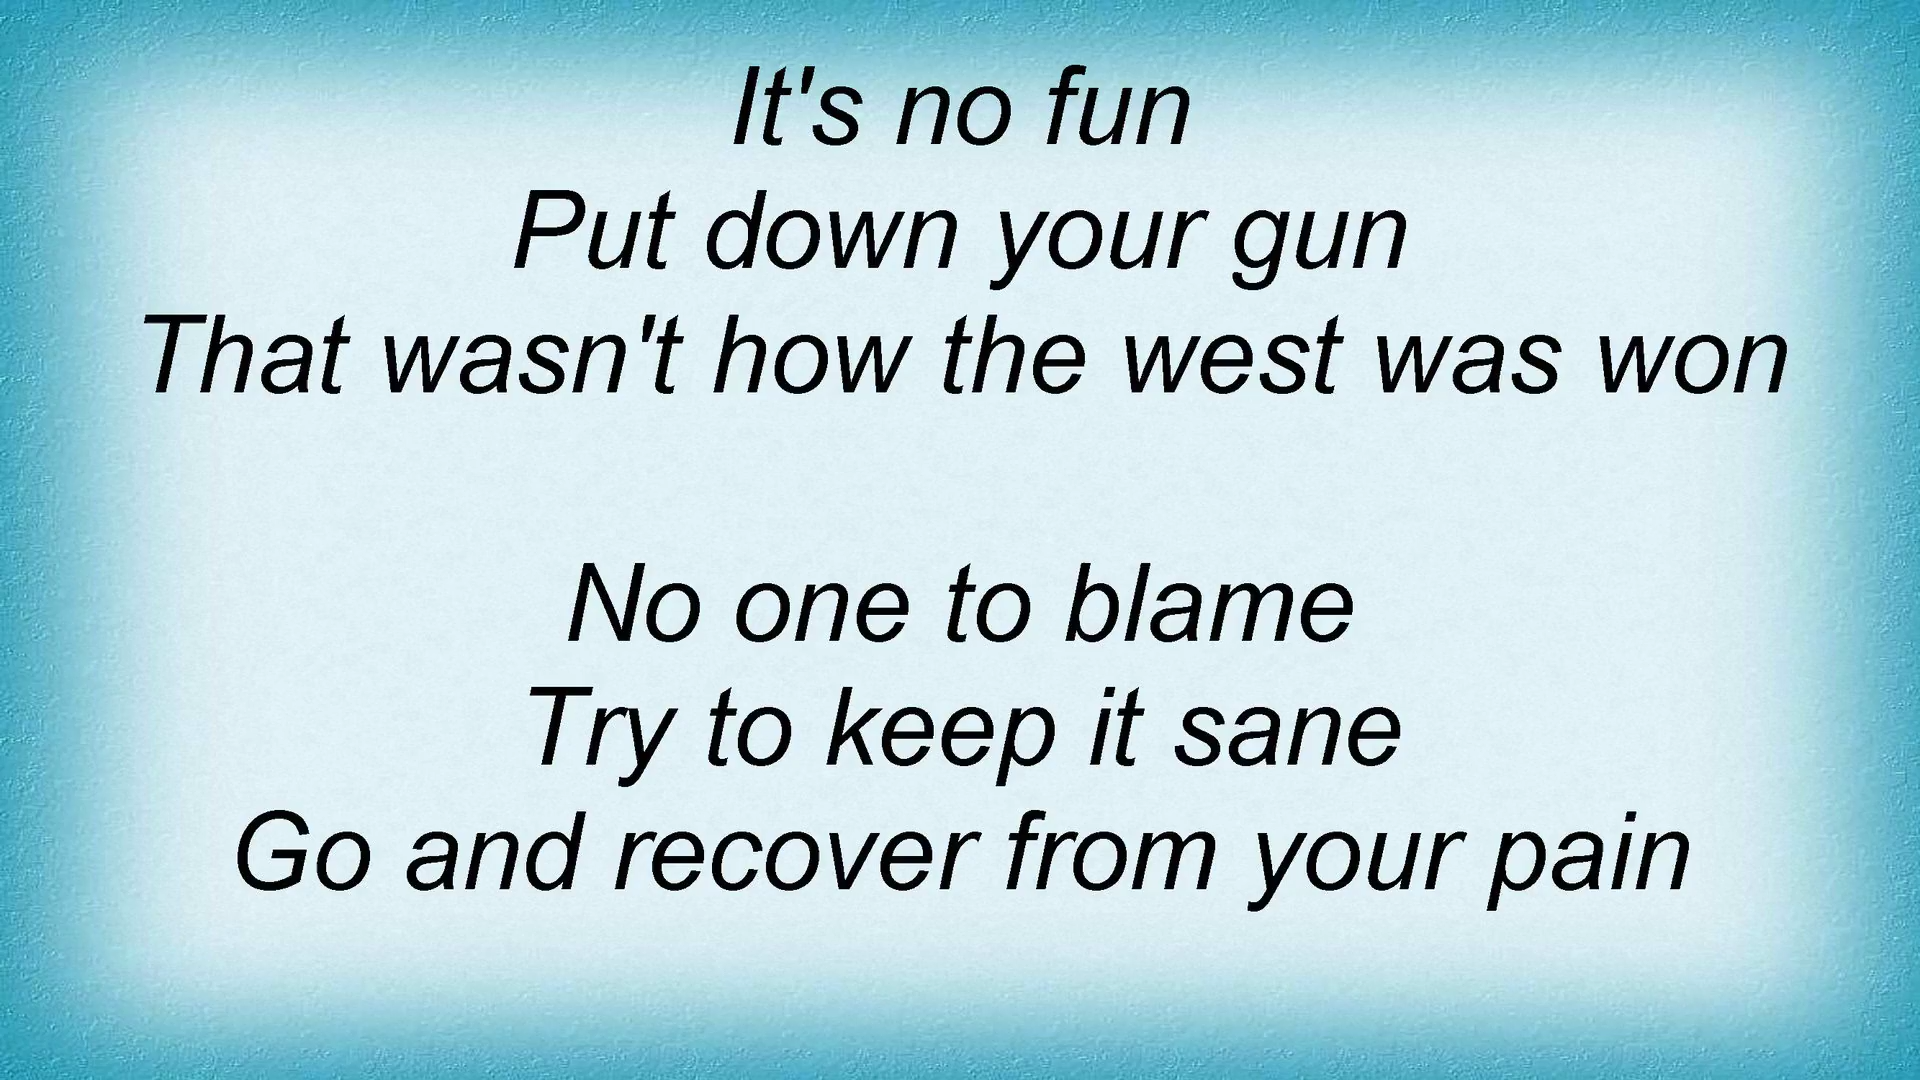 It's no fun
Put down your gun
That wasn't how the west was won
No one to blame
Try to keep it sane
Go and recover from your pain